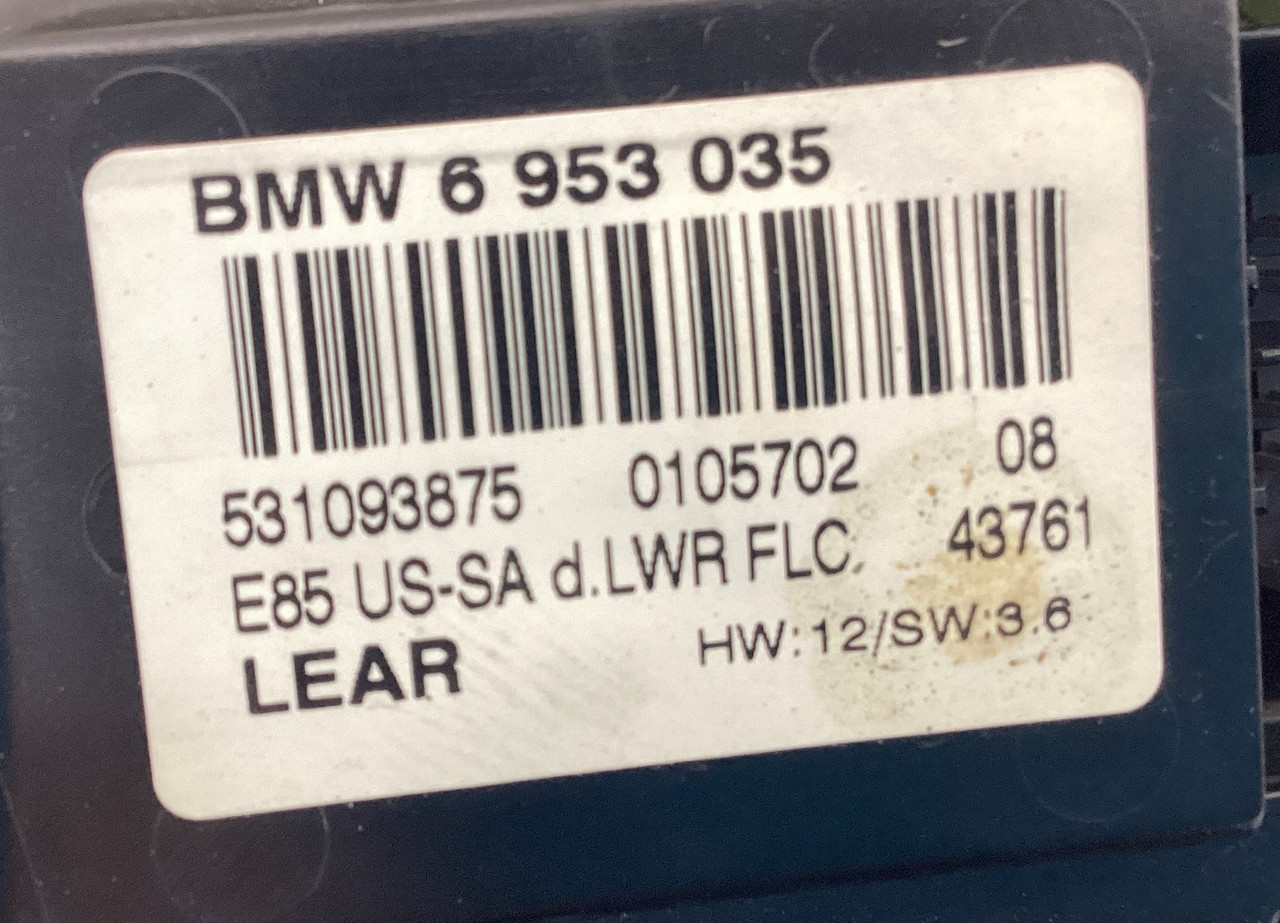 BMW 6 953 035
531093875 0105702 08
E85 US-SA d.LWR FLC. 43761
LEAR HW:12/SW:3.6